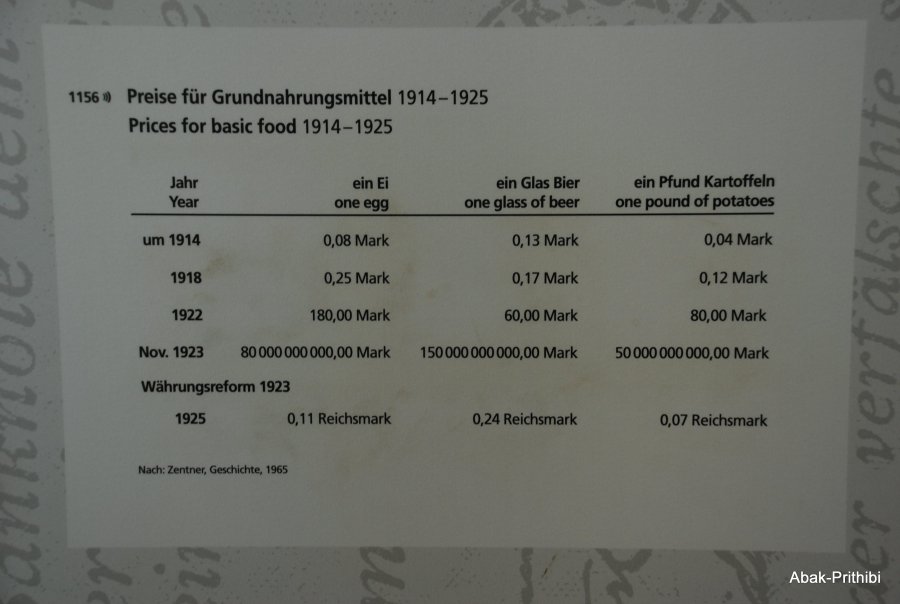 1156 Preise für Grundnahrungsmittel 1914–1925
Prices for basic food 1914–1925
Jahr ein Ei ein Glas Bier ein Pfund Kartoffeln
Year one egg one glass of beer one pound of potatoes
um 1914 0,08 Mark 0,13 Mark 0,04 Mark
1918 0,25 Mark 0,17 Mark 0,12 Mark
1922 180,00 Mark 60,00 Mark 80,00 Mark
Nov. 1923 80 000 000 000,00 Mark 150 000 000 000,00 Mark 50 000 000 000,00 Mark
Währungsreform 1923
1925 0,11 Reichsmark 0,24 Reichsmark 0,07 Reichsmark
Nach: Zentner, Geschichte, 1965
der verfälschte
Abak-Prithibi